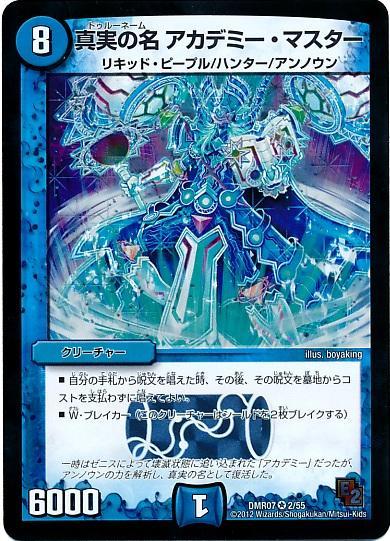 8
トゥルーネーム
真実の名 アカデミー・マスター
リキッド・ピープル/ハンター/アンノウン
illus. boyaking
クリーチャー
■ 自分の手札から呪文を唱えた時、その後、その呪文を墓地からコ
ストを支払わずに唱えてよい。
■ W・ブレイカー (このクリーチャーはシールドを2枚ブレイクする)
一時はゼニスによって壊滅状態に追い込まれた「アカデミー」だったが、
アンノウンの力を解析し、真実の名として復活した。
6000
1
E2
DMR07 2/55
©2012 Wizards/Shogakukan/Mitsui-Kids